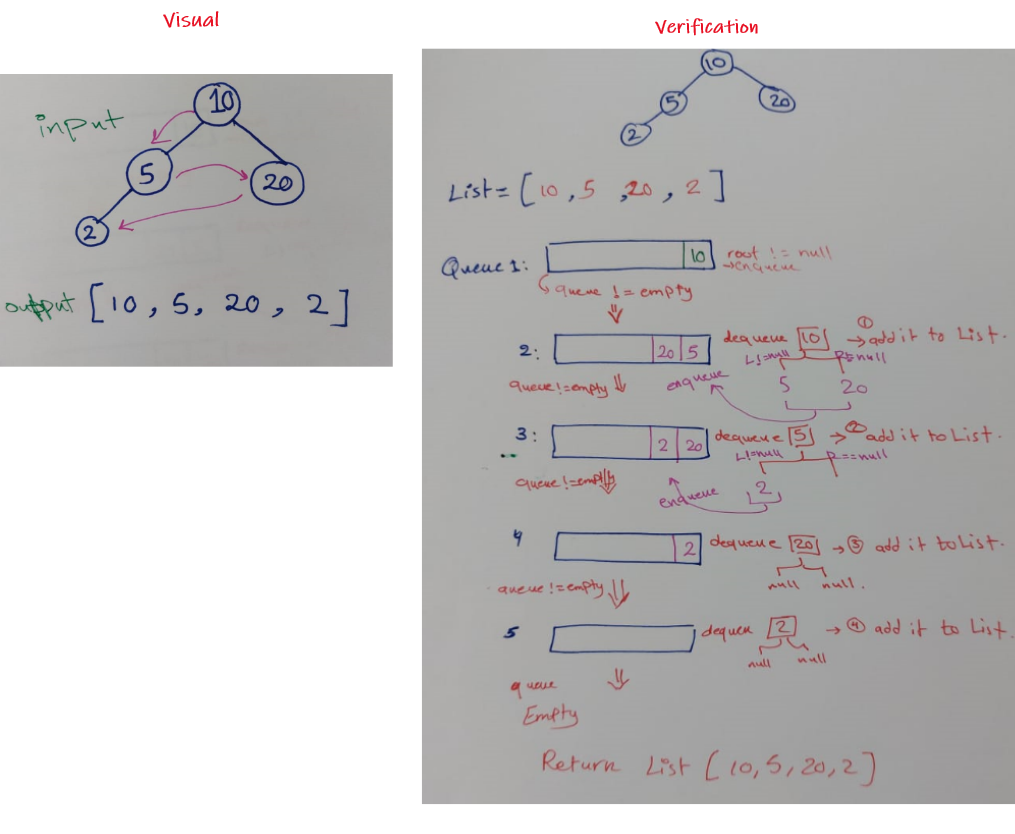 Visual
input
10
5
20
2
output [10, 5, 20, 2]
Verification
10
5
20
2
List = [10, 5, 20, 2]
Queue 1: 10 root != null
→enqueue
queue != empty
2: 20 5 dequeue 10 → ① add it to List.
L!=null R!=null
queue!=empty enqueue 5 20
3: 2 20 dequeue 5 → ② add it to List.
L!=null R==null
queue!=empty
enqueue 2
4 2 dequeue 20 → ③ add it to List.
null null.
queue!=empty
5 dequeu 2 → ④ add it to List.
null null
queue
Empty
Return List [10, 5, 20, 2]